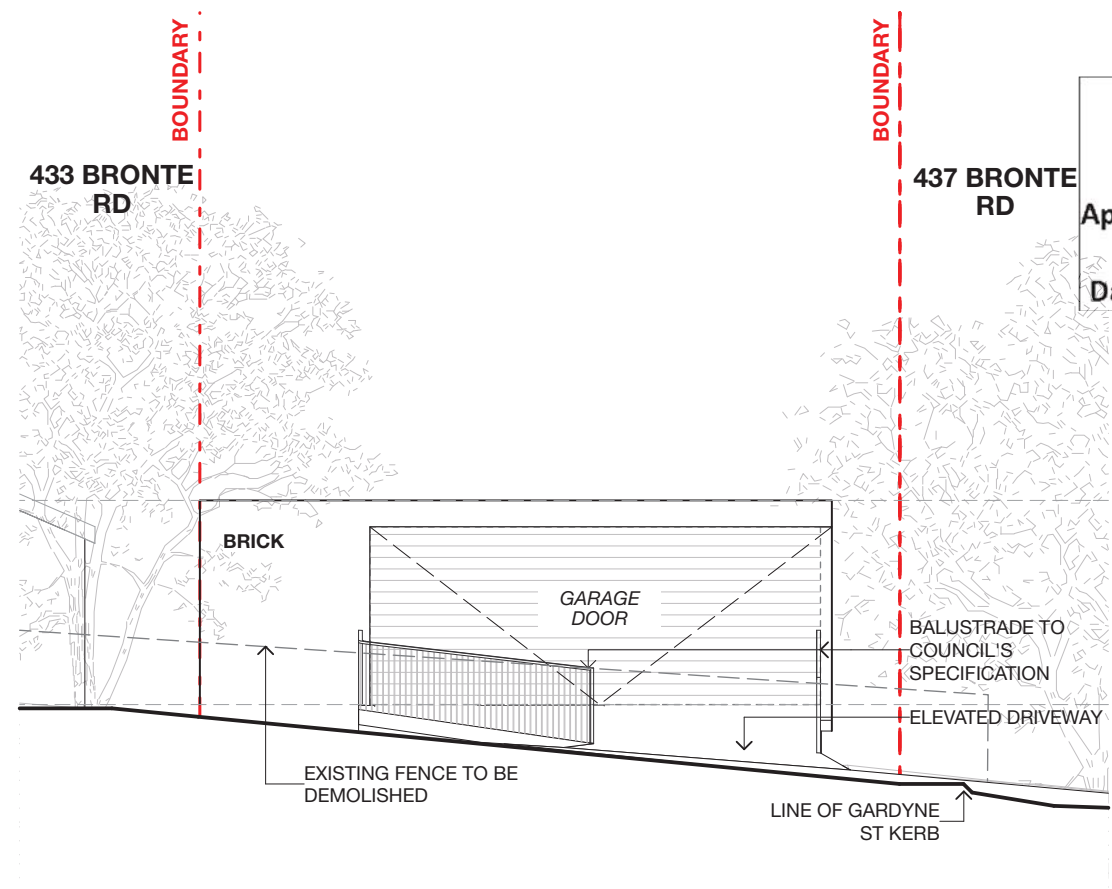 BOUNDARY
BOUNDARY
433 BRONTE
RD
437 BRONTE
RD
BRICK
GARAGE
DOOR
BALUSTRADE TO
COUNCIL'S
SPECIFICATION
ELEVATED DRIVEWAY
EXISTING FENCE TO BE
DEMOLISHED
LINE OF GARDYNE
ST KERB